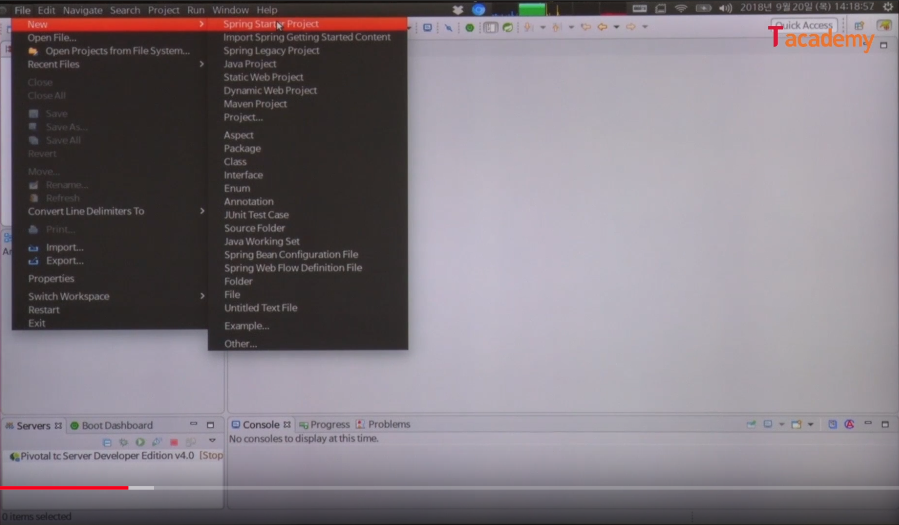 File Edit Navigate Search Project Run Window Help
2018년 9월20일 (목) 14:18:57
New
Open File...
Open Projects from File System...
Recent Files
Close
Close All
Save
Save As...
Save All
Revert
Move...
Rename...
Refresh
Convert Line Delimiters To
Print...
Import...
Export...
Properties
Switch Workspace
Restart
Exit
Spring Starter Project
Import Spring Getting Started Content
Spring Legacy Project
Java Project
Static Web Project
Dynamic Web Project
Maven Project
Project...
Aspect
Package
Class
Interface
Enum
Annotation
JUnit Test Case
Source Folder
Java Working Set
Spring Bean Configuration File
Spring Web Flow Definition File
Folder
File
Untitled Text File
Example...
Other...
Quick Access
Tacademy
Servers
Boot Dashboard
Pivotal tc Server Developer Edition v4.0 [Stop
Console
Progress
Problems
No consoles to display at this time.
0 items selected